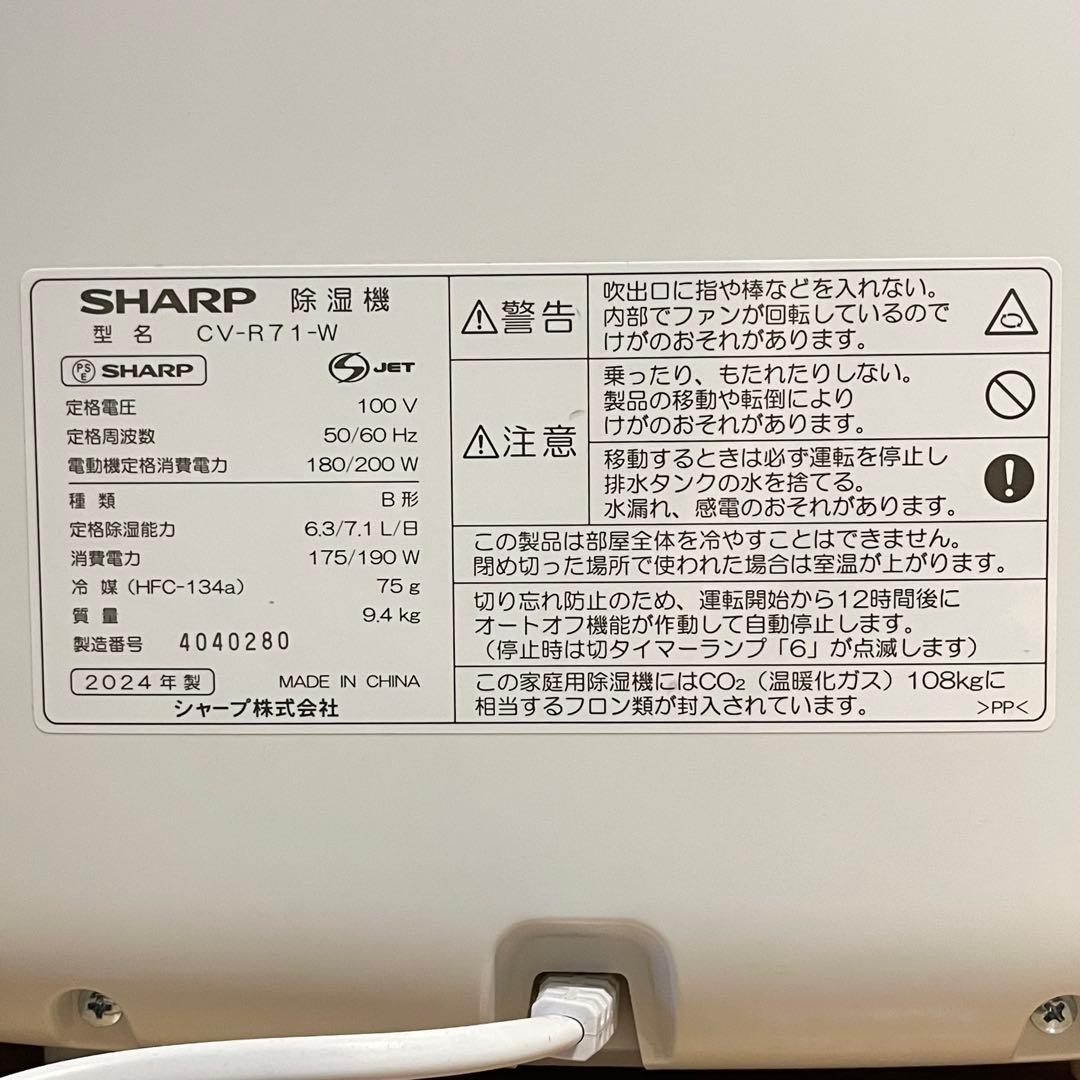 SHARP 除湿機
型名 CV-R71-W
PSE SHARP S JET
定格電圧 100 V
定格周波数 50/60 Hz
電動機定格消費電力 180/200 W
種類 B 形
定格除湿能力 6.3/7.1 L/日
消費電力 175/190 W
冷媒 (HFC-134a) 75 g
質量 9.4 kg
製造番号 4040280
2024年製 MADE IN CHINA
シャープ株式会社
警告
吹出口に指や棒などを入れない。
内部でファンが回転しているので
けがのおそれがあります。
注意
乗ったり、もたれたりしない。
製品の移動や転倒により
けがのおそれがあります。
移動するときは必ず運転を停止し
排水タンクの水を捨てる。
水漏れ、感電のおそれがあります。
この製品は部屋全体を冷やすことはできません。
閉め切った場所で使われた場合は室温が上がります。
切り忘れ防止のため、運転開始から12時間後に
オートオフ機能が作動して自動停止します。
（停止時は切タイマーランプ「6」が点滅します）
この家庭用除湿機にはCO₂（温暖化ガス）108kgに
相当するフロン類が封入されています。 >PP<